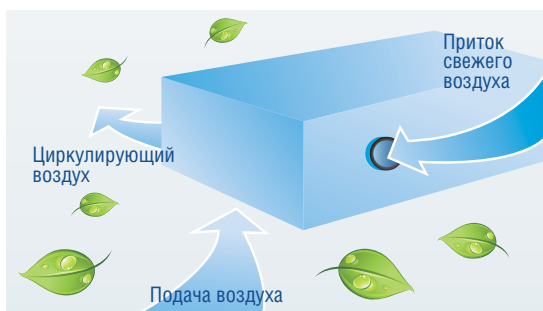 Приток
свежего
воздуха
Циркулирующий
воздух
Подача воздуха